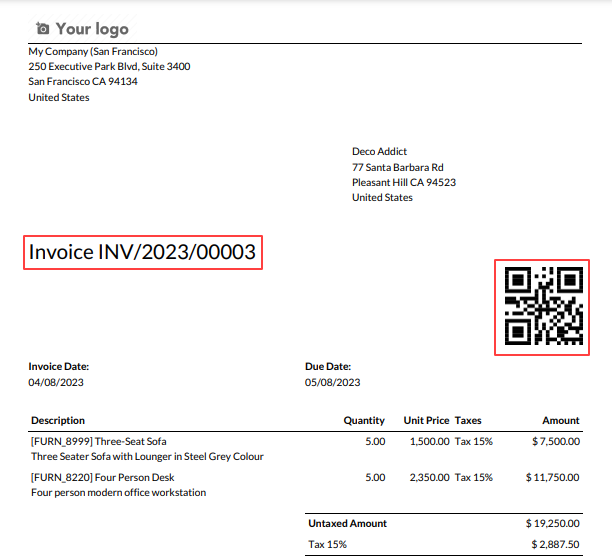 Your logo
My Company (San Francisco)
250 Executive Park Blvd, Suite 3400
San Francisco CA 94134
United States
Deco Addict
77 Santa Barbara Rd
Pleasant Hill CA 94523
United States
Invoice INV/2023/00003
Invoice Date: Due Date:
04/08/2023 05/08/2023
Description Quantity Unit Price Taxes Amount
[FURN_8999] Three-Seat Sofa 5.00 1,500.00 Tax 15% $ 7,500.00
Three Seater Sofa with Lounger in Steel Grey Colour
[FURN_8220] Four Person Desk 5.00 2,350.00 Tax 15% $ 11,750.00
Four person modern office workstation
Untaxed Amount $ 19,250.00
Tax 15% $ 2,887.50